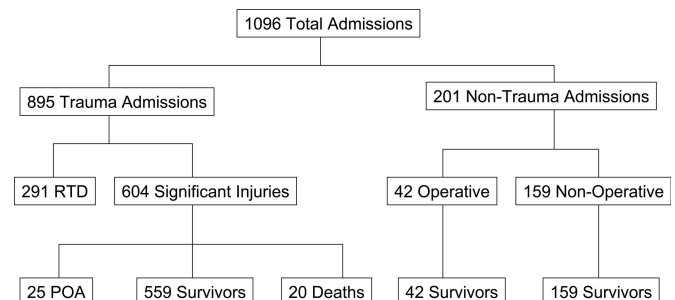 1096 Total Admissions
895 Trauma Admissions
201 Non-Trauma Admissions
291 RTD
604 Significant Injuries
42 Operative
159 Non-Operative
25 POA
559 Survivors
20 Deaths
42 Survivors
159 Survivors